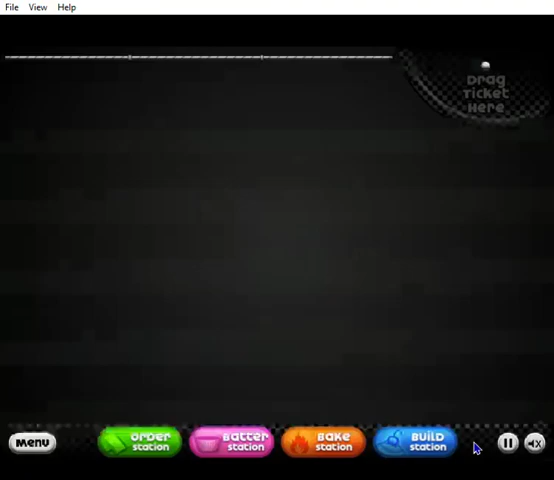 File View Help
Drag
Ticket
Here
Menu
Order
Station
Batter
Station
Bake
Station
Build
Station